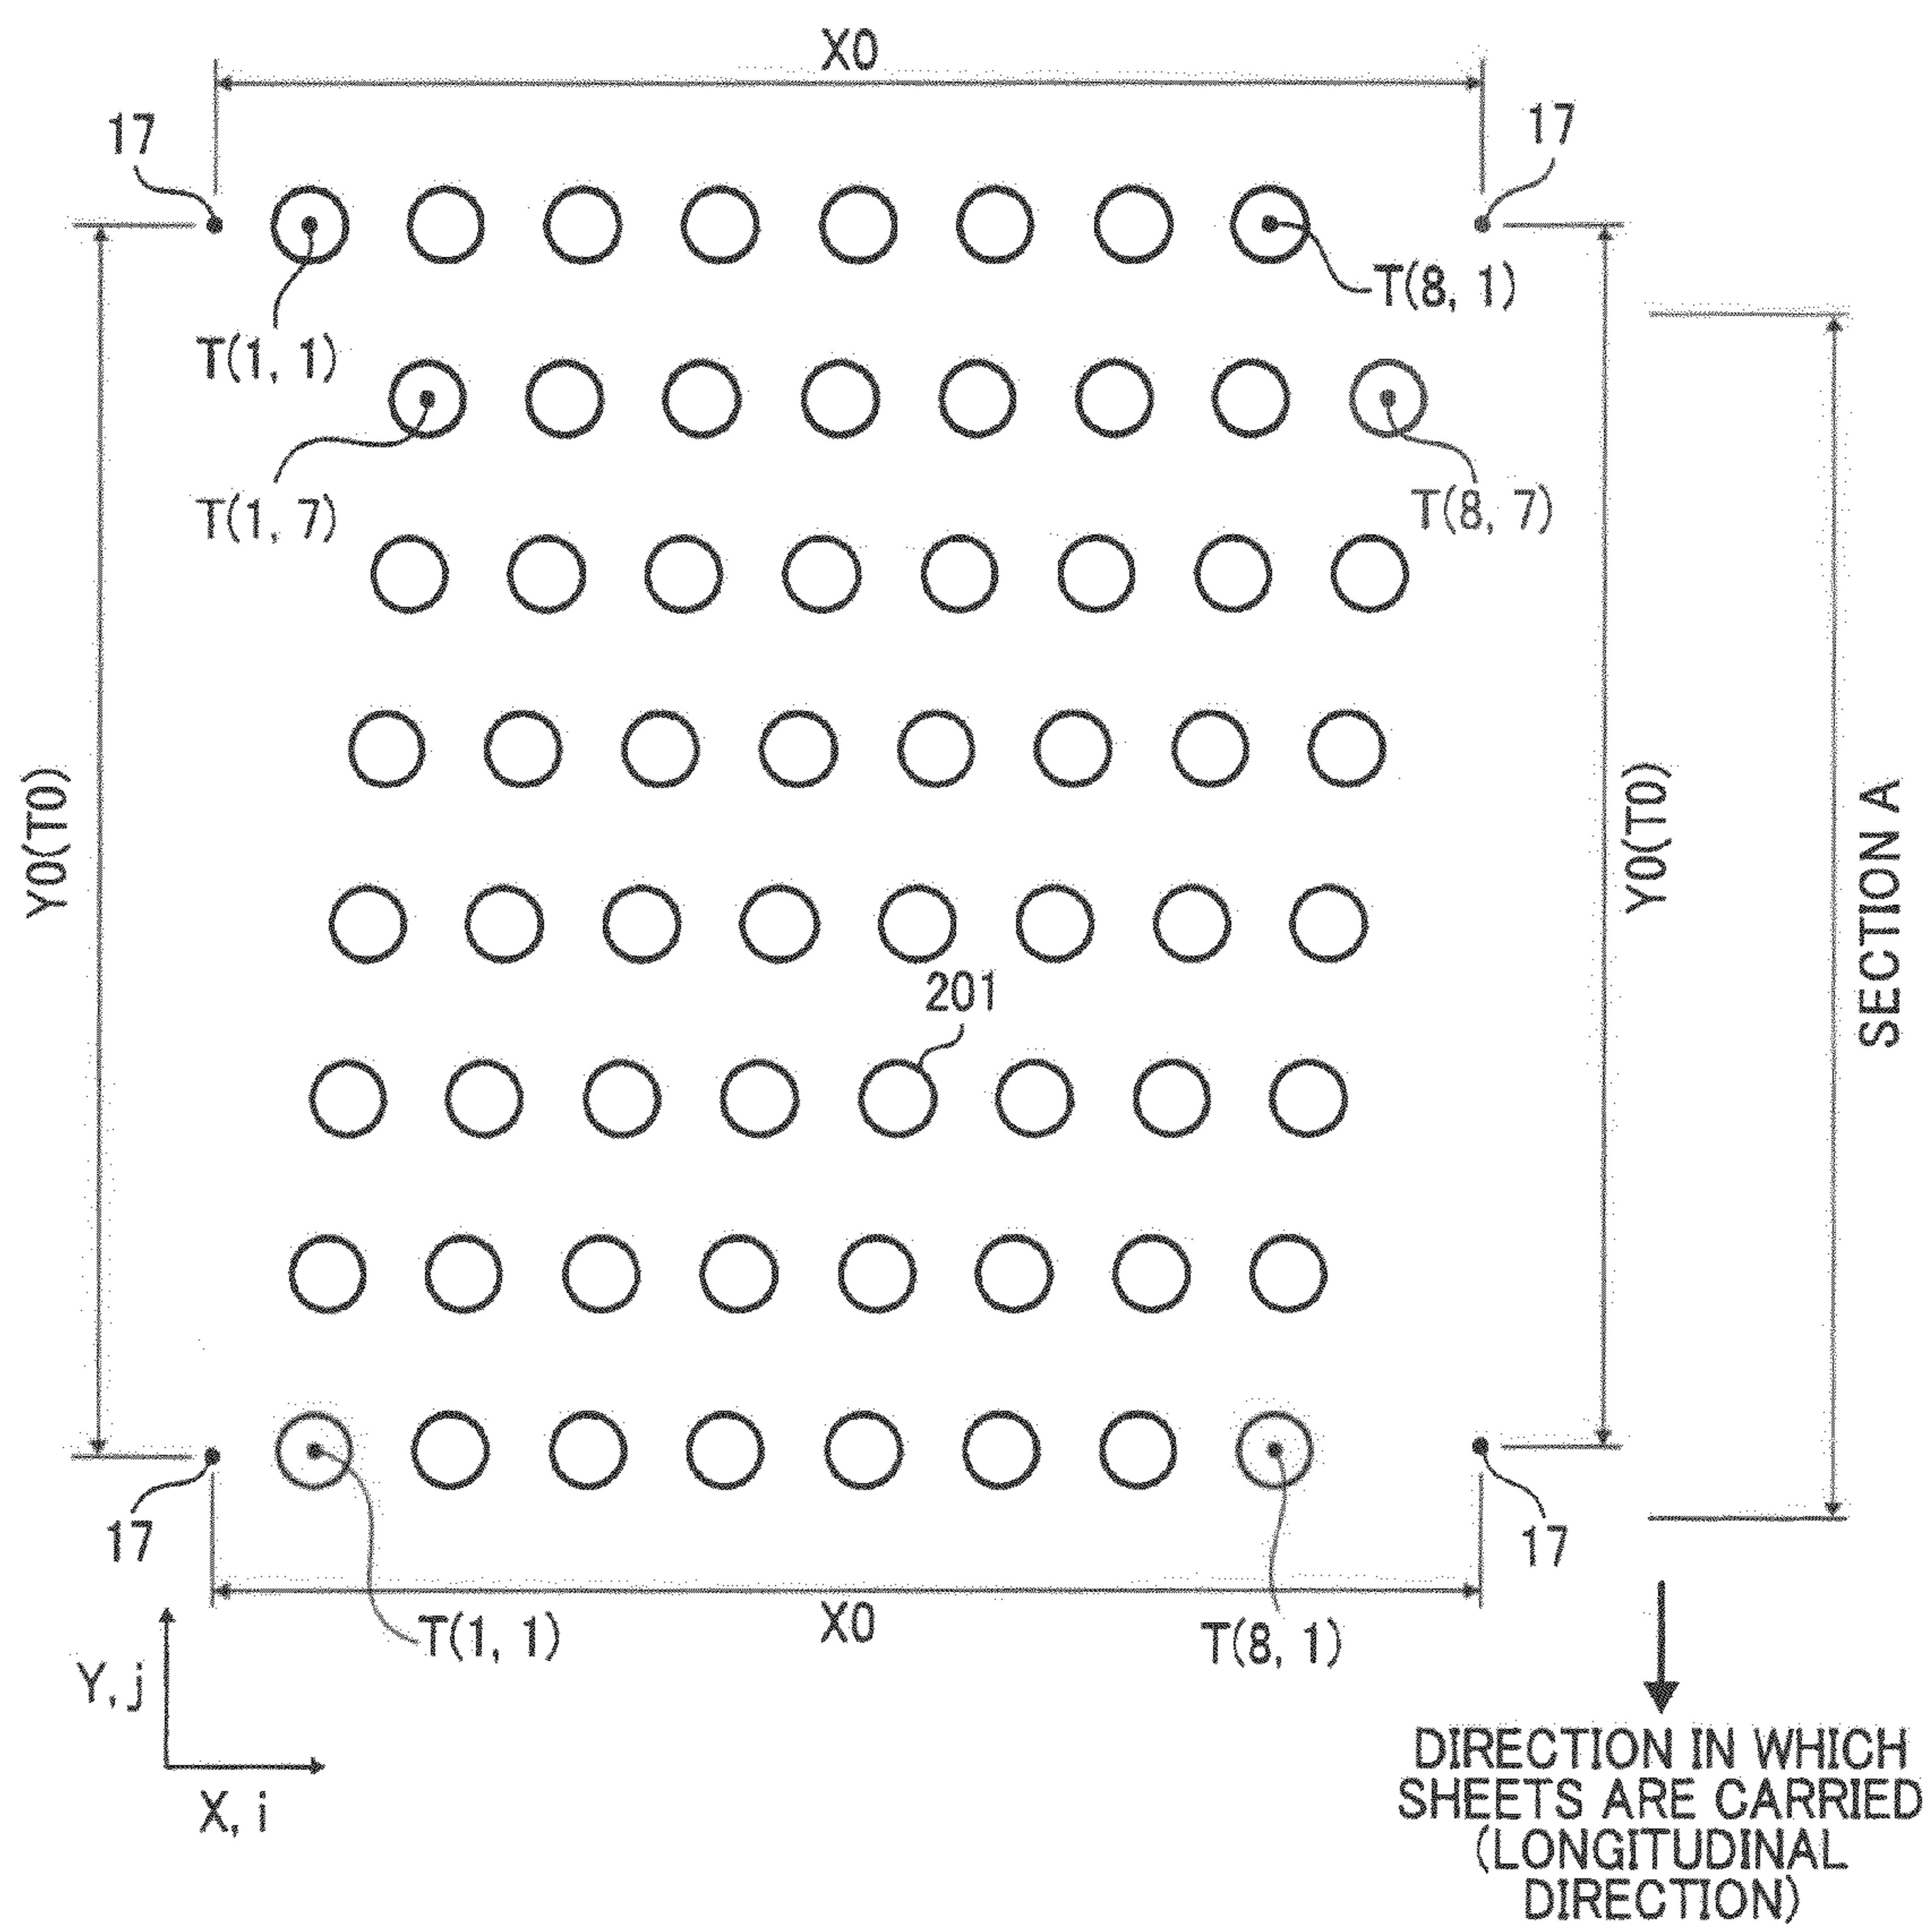 X0
17
17
T(8, 1)
T(1, 1)
T(1, 7)
T(8, 7)
Y0(T0)
Y0(T0)
SECTION A
201
17
17
X0
T(1, 1)
T(8, 1)
Y, j
X, i
DIRECTION IN WHICH
SHEETS ARE CARRIED
(LONGITUDINAL
DIRECTION)